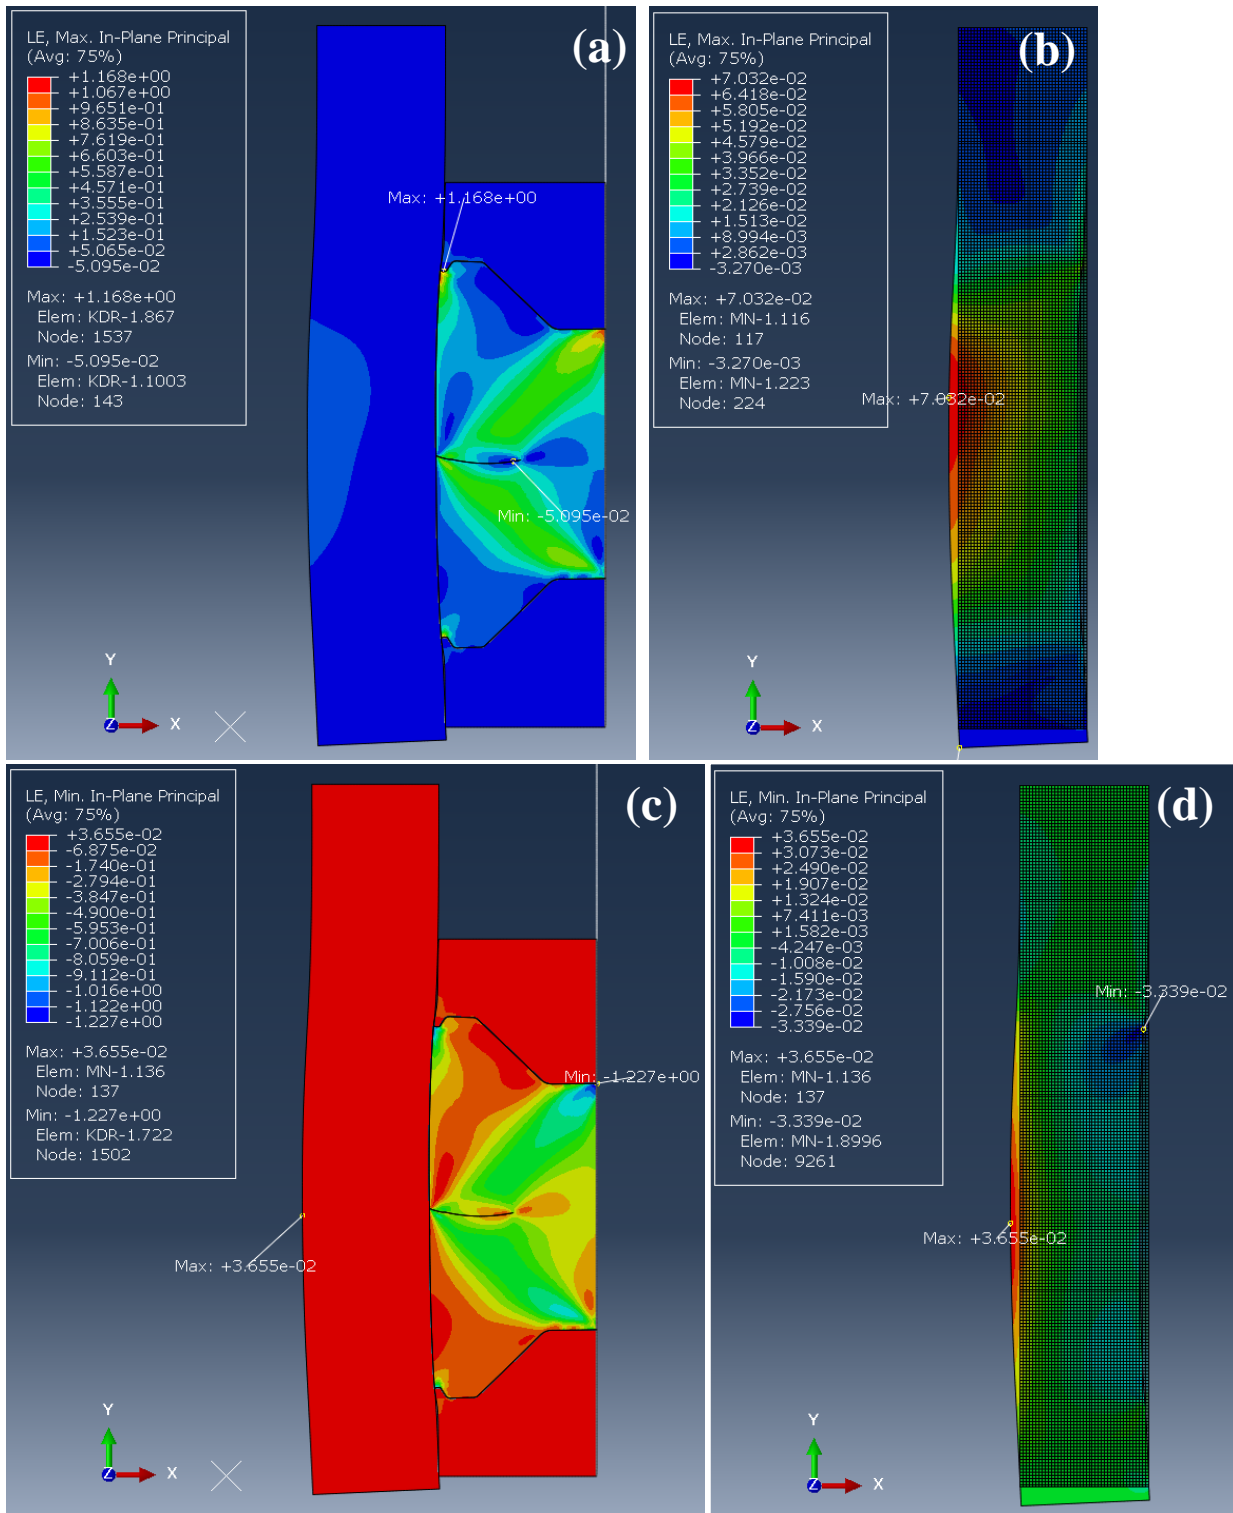 LE, Max. In-Plane Principal
(Avg: 75%)
+1.168e+00
+1.067e+00
+9.651e-01
+8.635e-01
+7.619e-01
+6.603e-01
+5.587e-01
+4.571e-01
+3.555e-01
+2.539e-01
+1.523e-01
+5.065e-02
-5.095e-02
Max: +1.168e+00
Elem: KDR-1.867
Node: 1537
Min: -5.095e-02
Elem: KDR-1.1003
Node: 143
(a)
Max: +1.168e+00
Min: -5.095e-02
Y
Z
X
LE, Max. In-Plane Principal
(Avg: 75%)
+7.032e-02
+6.418e-02
+5.805e-02
+5.192e-02
+4.579e-02
+3.966e-02
+3.352e-02
+2.739e-02
+2.126e-02
+1.513e-02
+8.994e-03
+2.862e-03
-3.270e-03
Max: +7.032e-02
Elem: MN-1.116
Node: 117
Min: -3.270e-03
Elem: MN-1.223
Node: 224
(b)
Max: +7.032e-02
Y
Z
X
LE, Min. In-Plane Principal
(Avg: 75%)
+3.655e-02
-6.875e-02
-1.740e-01
-2.794e-01
-3.847e-01
-4.900e-01
-5.953e-01
-7.006e-01
-8.059e-01
-9.112e-01
-1.016e+00
-1.122e+00
-1.227e+00
Max: +3.655e-02
Elem: MN-1.136
Node: 137
Min: -1.227e+00
Elem: KDR-1.722
Node: 1502
(c)
Min: -1.227e+00
Max: +3.655e-02
Y
Z
X
LE, Min. In-Plane Principal
(Avg: 75%)
+3.655e-02
+3.073e-02
+2.490e-02
+1.907e-02
+1.324e-02
+7.411e-03
+1.582e-03
-4.247e-03
-1.008e-02
-1.590e-02
-2.173e-02
-2.756e-02
-3.339e-02
Max: +3.655e-02
Elem: MN-1.136
Node: 137
Min: -3.339e-02
Elem: MN-1.8996
Node: 9261
(d)
Min: -3.339e-02
Max: +3.655e-02
Y
Z
X